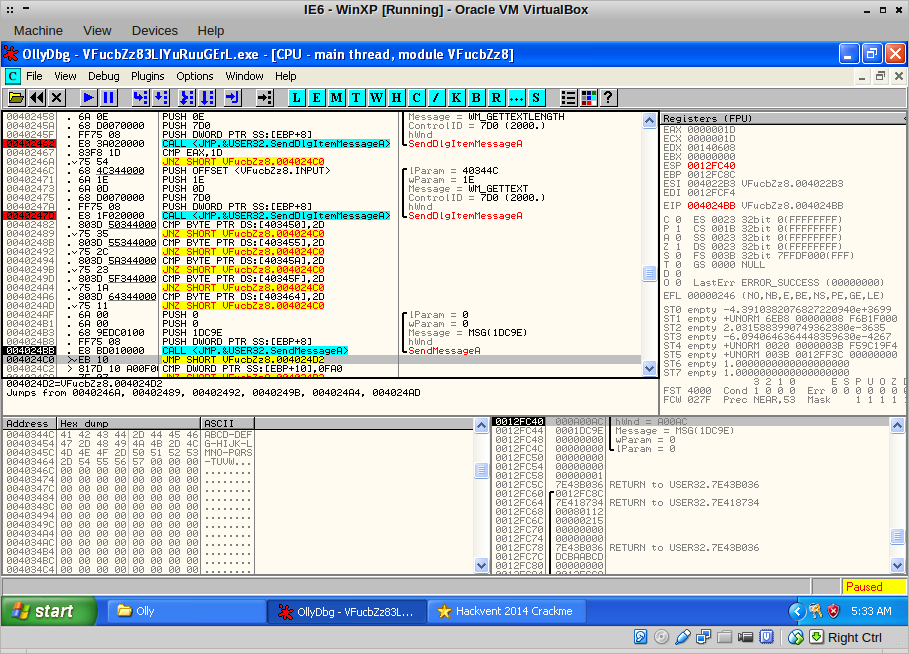 IE6 - WinXP [Running] - Oracle VM VirtualBox
Machine View Devices Help
OllyDbg - VFucbZz83LIYuRuuGErL.exe - [CPU - main thread, module VFucbZz8]
C File View Debug Plugins Options Window Help
L E M T W H C / K B R ... S ?
00402458 . 6A 0E PUSH 0E
0040245A . 68 D0070000 PUSH 7D0
0040245F . FF75 08 PUSH DWORD PTR SS:[EBP+8]
00402462 . E8 3A020000 CALL <JMP.&USER32.SendDlgItemMessageA>
00402467 . 83F8 1D CMP EAX,1D
0040246A .v75 54 JNZ SHORT VFucbZz8.004024C0
0040246C . 68 4C344000 PUSH OFFSET <VFucbZz8.INPUT>
00402471 . 6A 1E PUSH 1E
00402473 . 6A 0D PUSH 0D
00402475 . 68 D0070000 PUSH 7D0
0040247A . FF75 08 PUSH DWORD PTR SS:[EBP+8]
0040247D . E8 1F020000 CALL <JMP.&USER32.SendDlgItemMessageA>
00402482 . 803D 55344000 CMP BYTE PTR DS:[403450],2D
00402489 .v75 35 JNZ SHORT VFucbZz8.004024C0
0040248B . 803D 55344000 CMP BYTE PTR DS:[403455],2D
00402492 .v75 2C JNZ SHORT VFucbZz8.004024C0
00402494 . 803D 5A344000 CMP BYTE PTR DS:[40345A],2D
0040249B .v75 23 JNZ SHORT VFucbZz8.004024C0
0040249D . 803D 5F344000 CMP BYTE PTR DS:[40345F],2D
004024A4 .v75 1A JNZ SHORT VFucbZz8.004024C0
004024A6 . 803D 64344000 CMP BYTE PTR DS:[403464],2D
004024AD .v75 11 JNZ SHORT VFucbZz8.004024C0
004024AF . 6A 00 PUSH 0
004024B1 . 6A 00 PUSH 0
004024B3 . 68 9EDC0100 PUSH 1DC9E
004024B8 . FF75 08 PUSH DWORD PTR SS:[EBP+8]
004024BB . E8 BD010000 CALL <JMP.&USER32.SendMessageA>
004024C0 >vEB 10 JMP SHORT VFucbZz8.004024D2
004024C2 > 817D 10 A00F00 CMP DWORD PTR SS:[EBP+10],0FA0
Message = WM_GETTEXTLENGTH
ControlID = 7D0 (2000.)
hWnd
SendDlgItemMessageA
lParam = 40344C
wParam = 1E
Message = WM_GETTEXT
ControlID = 7D0 (2000.)
hWnd
SendDlgItemMessageA
lParam = 0
wParam = 0
Message = MSG(1DC9E)
hWnd
SendMessageA
Registers (FPU)
EAX 0000001D
ECX 0000001D
EDX 00140608
EBX 00000000
ESP 0012FC40
EBP 0012FC8C
ESI 004022B3 VFucbZz8.004022B3
EDI 0012FCF4
EIP 004024BB VFucbZz8.004024BB
C 0 ES 0023 32bit 0(FFFFFFFF)
P 1 CS 001B 32bit 0(FFFFFFFF)
A 0 SS 0023 32bit 0(FFFFFFFF)
Z 1 DS 0023 32bit 0(FFFFFFFF)
S 0 FS 003B 32bit 7FFDF000(FFF)
T 0 GS 0000 NULL
D 0
O 0 LastErr ERROR_SUCCESS (00000000)
EFL 00000246 (NO,NB,E,BE,NS,PE,GE,LE)
ST0 empty -4.3910382076827220940e+3699
ST1 empty +UNORM 6EB8 00000008 F6B1F000
ST2 empty 2.0315883990749362380e-3635
ST3 empty -6.0940646364448359630e-4267
ST4 empty +UNORM 0020 0000003B F59C19F4
ST5 empty +UNORM 003B 0012FF3C 00000000
ST6 empty 1.0000000000000000000
ST7 empty 1.0000000000000000000
3 2 1 0 E S P U O Z D
FST 4000 Cond 1 0 0 0 Err 0 0 0 0 0 0 0
FCW 027F Prec NEAR,53 Mask 1 1 1 1 1
004024D2=VFucbZz8.004024D2
Jumps from 0040246A, 00402489, 00402492, 0040249B, 004024A4, 004024AD
Address Hex dump ASCII
0040344C 41 42 43 44 2D 44 45 46 ABCD-DEF
00403454 47 2D 48 49 4A 4B 2D 4C G-HIJK-L
0040345C 4D 4E 4F 2D 50 51 52 53 MNO-PQRS
00403464 2D 54 55 56 57 00 00 00 -TUVW...
0040346C 00 00 00 00 00 00 00 00 ........
00403474 00 00 00 00 00 00 00 00 ........
0040347C 00 00 00 00 00 00 00 00 ........
00403484 00 00 00 00 00 00 00 00 ........
0040348C 00 00 00 00 00 00 00 00 ........
00403494 00 00 00 00 00 00 00 00 ........
0040349C 00 00 00 00 00 00 00 00 ........
004034A4 00 00 00 00 00 00 00 00 ........
004034AC 00 00 00 00 00 00 00 00 ........
004034B4 00 00 00 00 00 00 00 00 ........
004034BC 00 00 00 00 00 00 00 00 ........
004034C4 00 00 00 00 00 00 00 00 ........
0012FC40 000A00AC hWnd = A00AC
0012FC44 0001DC9E Message = MSG(1DC9E)
0012FC48 00000000 wParam = 0
0012FC4C 00000000 lParam = 0
0012FC50 00000000
0012FC54 00000000
0012FC58 00000001
0012FC5C 7E43B036 RETURN to USER32.7E43B036
0012FC60 0012FC8C
0012FC64 7E418734 RETURN to USER32.7E418734
0012FC68 00080112
0012FC6C 00000215
0012FC70 00000000
0012FC74 00000000
0012FC78 7E43B036 RETURN to USER32.7E43B036
0012FC7C DCBAABCD
0012FC80 00000000
Paused
start Olly OllyDbg - VFucbZz83L... Hackvent 2014 Crackme 5:33 AM
Right Ctrl